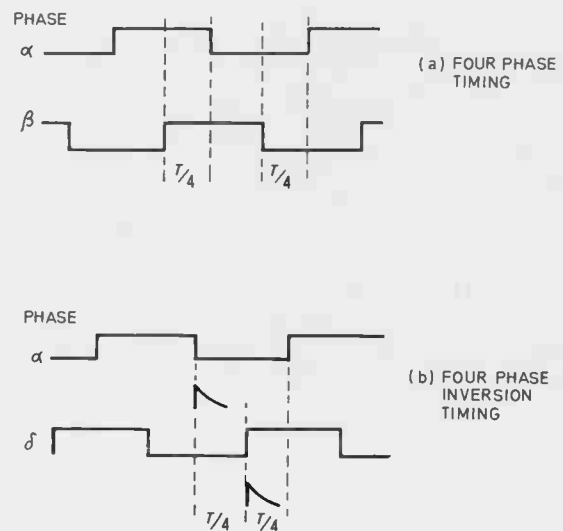 PHASE
α
(a) FOUR PHASE
TIMING
β
T/4 T/4
PHASE
α
(b) FOUR PHASE
INVERSION
TIMING
δ
T/4 T/4